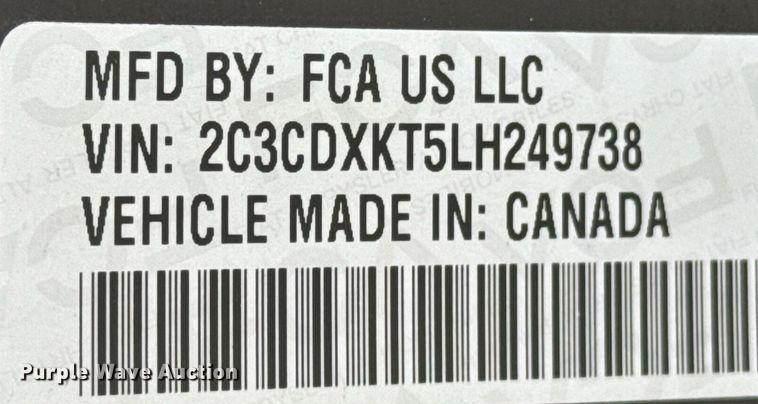 MFD BY: FCA US LLC
VIN: 2C3CDXKT5LH249738
VEHICLE MADE IN: CANADA
Purple Wave Auction